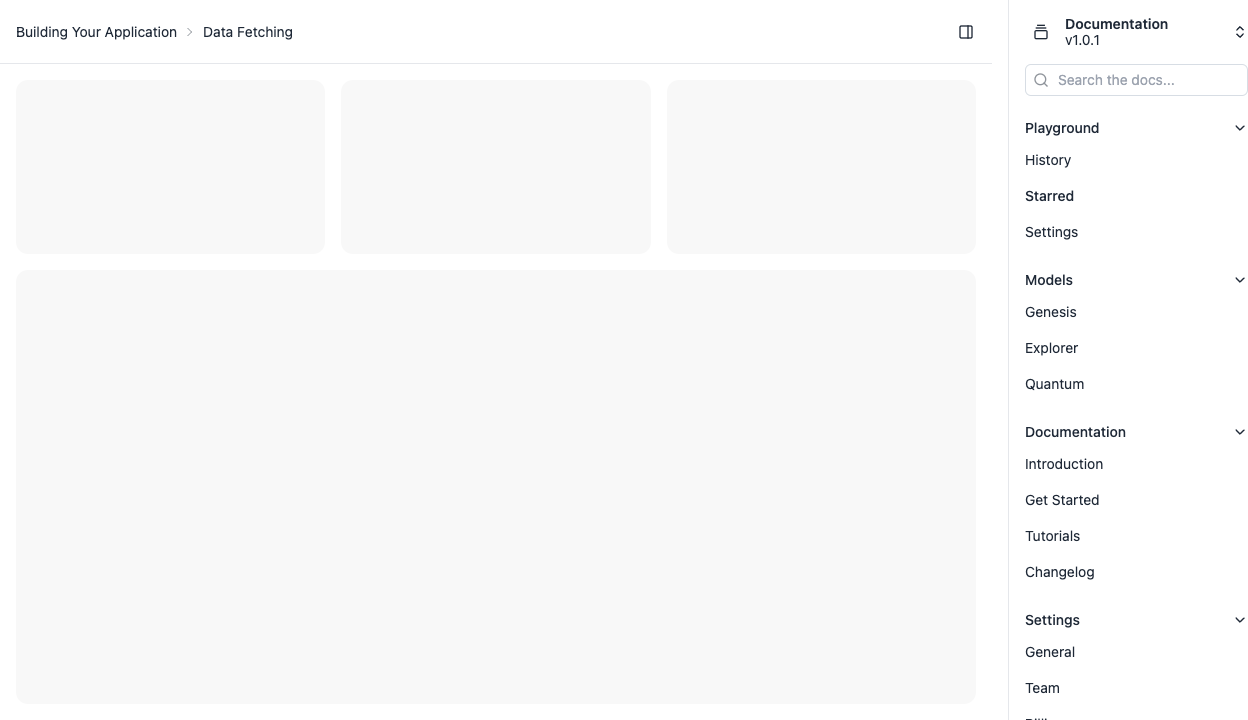 Building Your Application
Data Fetching
Documentation
v1.0.1
Search the docs...
Playground
History
Starred
Settings
Models
Genesis
Explorer
Quantum
Documentation
Introduction
Get Started
Tutorials
Changelog
Settings
General
Team